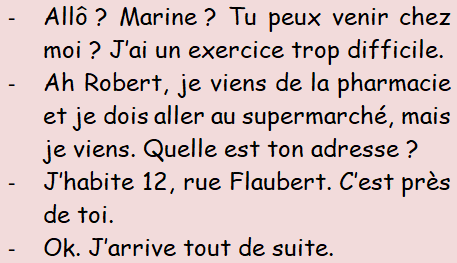 - Allô ? Marine ? Tu peux venir chez
moi ? J'ai un exercice trop difficile.
- Ah Robert, je viens de la pharmacie
et je dois aller au supermarché, mais
je viens. Quelle est ton adresse ?
- J'habite 12, rue Flaubert. C'est près
de toi.
- Ok. J'arrive tout de suite.